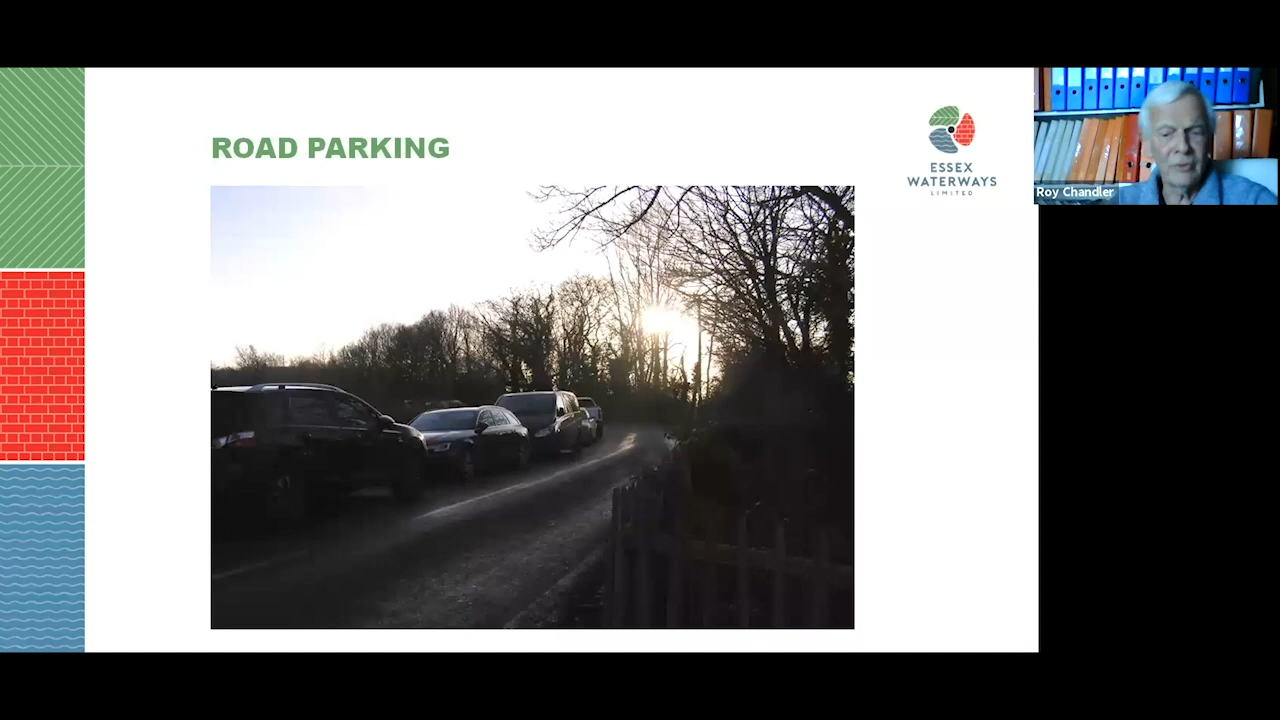 ROAD PARKING
ESSEX
WATERWAYS
LIMITED
Roy Chandler